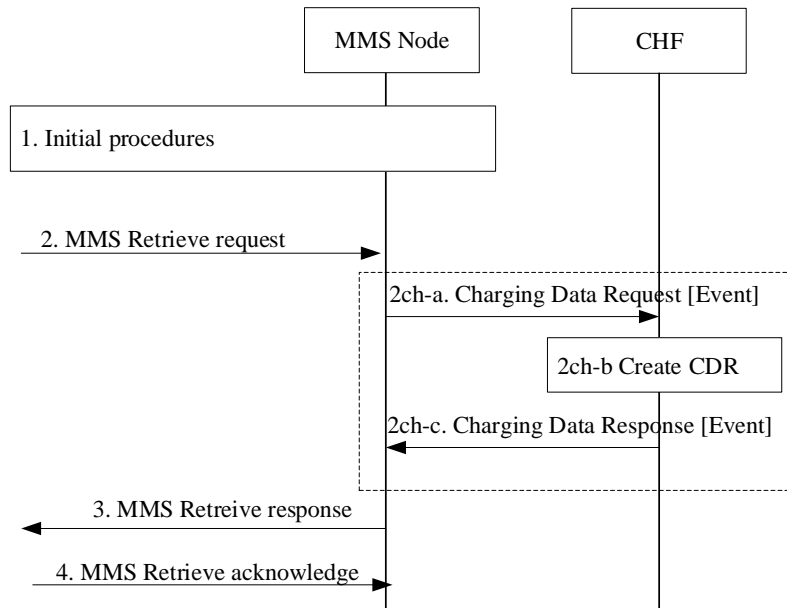 MMS Node
CHF
1. Initial procedures
2. MMS Retrieve request
2ch-a. Charging Data Request [Event]
2ch-b Create CDR
2ch-c. Charging Data Response [Event]
3. MMS Retreive response
4. MMS Retrieve acknowledge